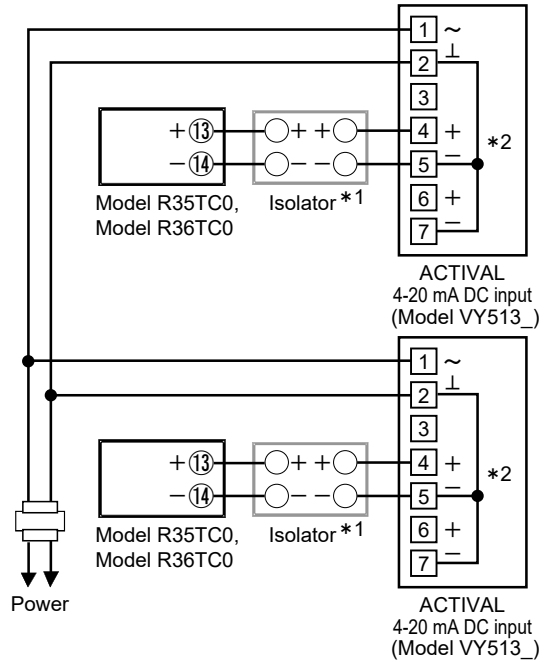 1 ~
2 ⊥
3
+ ⑬ + + 4 + *2
− ⑭ − − 5 −
6 +
7 −
Model R35TC0,
Model R36TC0
Isolator *1
ACTIVAL
4-20 mA DC input
(Model VY513_)
1 ~
2 ⊥
3
+ ⑬ + + 4 + *2
− ⑭ − − 5 −
6 +
7 −
Model R35TC0,
Model R36TC0
Isolator *1
Power
ACTIVAL
4-20 mA DC input
(Model VY513_)